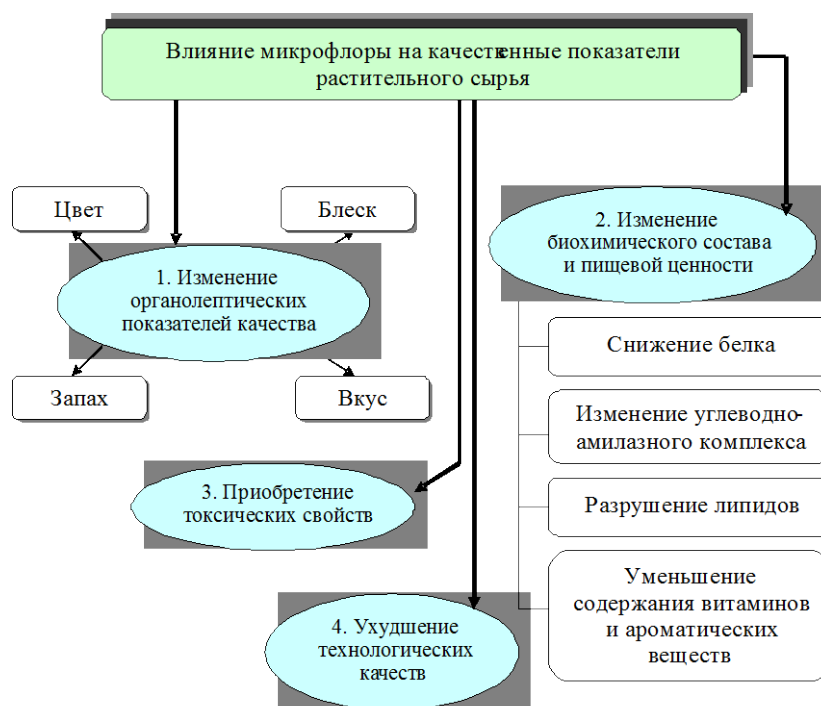 Влияние микрофлоры на качественные показатели
растительного сырья
Цвет
Блеск
1. Изменение
органолептических
показателей качества
Запах
Вкус
2. Изменение
биохимического состава
и пищевой ценности
Снижение белка
Изменение углеводно-
амилазного комплекса
Разрушение липидов
Уменьшение
содержания витаминов
и ароматических
веществ
3. Приобретение
токсических свойств
4. Ухудшение
технологических
качеств